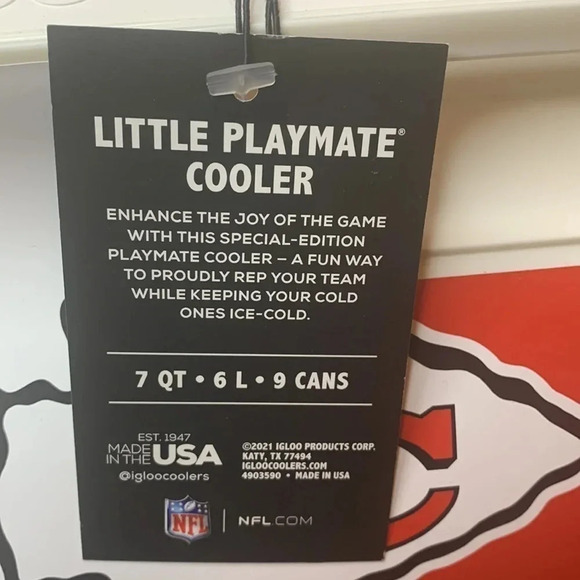 LITTLE PLAYMATE®
COOLER
ENHANCE THE JOY OF THE GAME
WITH THIS SPECIAL-EDITION
PLAYMATE COOLER – A FUN WAY
TO PROUDLY REP YOUR TEAM
WHILE KEEPING YOUR COLD
ONES ICE-COLD.
7 QT • 6 L • 9 CANS
EST. 1947
MADE IN THE USA
@igloocoolers
©2021 IGLOO PRODUCTS CORP.
KATY, TX 77494
IGLOOCOOLERS.COM
4903590 • MADE IN USA
NFL | NFL.COM
C